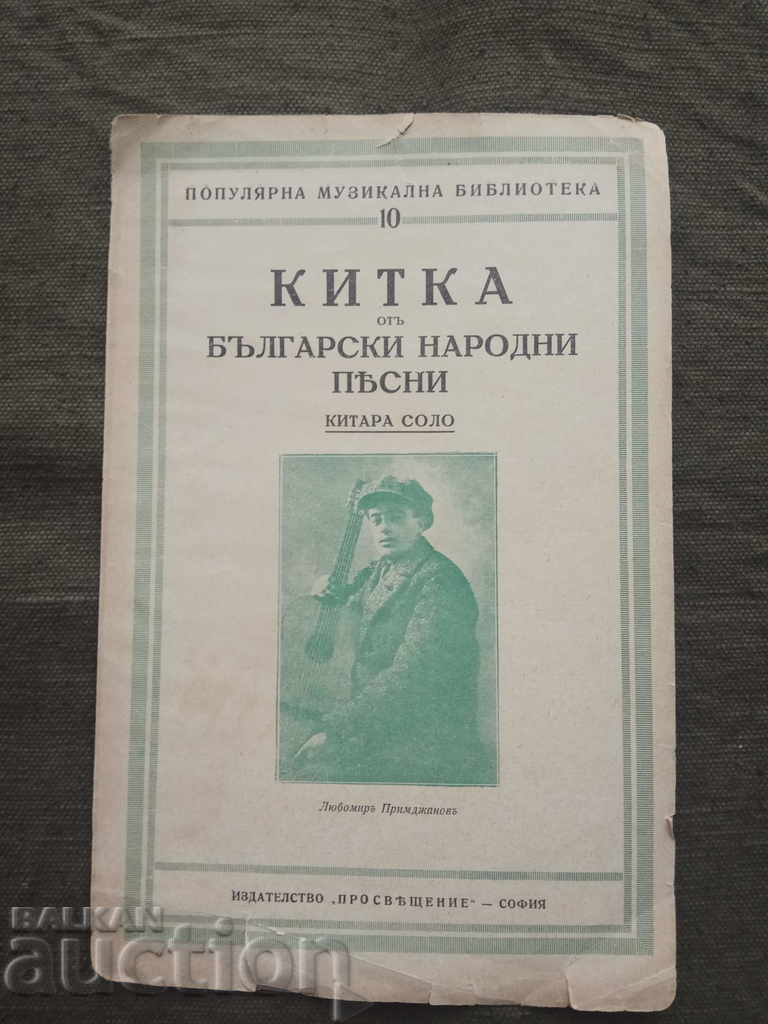 ПОПУЛЯРНА МУЗИКАЛНА БИБЛИОТЕКА
10
КИТКА
отъ
БЪЛГАРСКИ НАРОДНИ
ПѢСНИ
КИТАРА СОЛО
Любомиръ Примджановъ
ИЗДАТЕЛСТВО „ПРОСВѢЩЕНИЕ" — СОФИЯ
BALKAN
auction